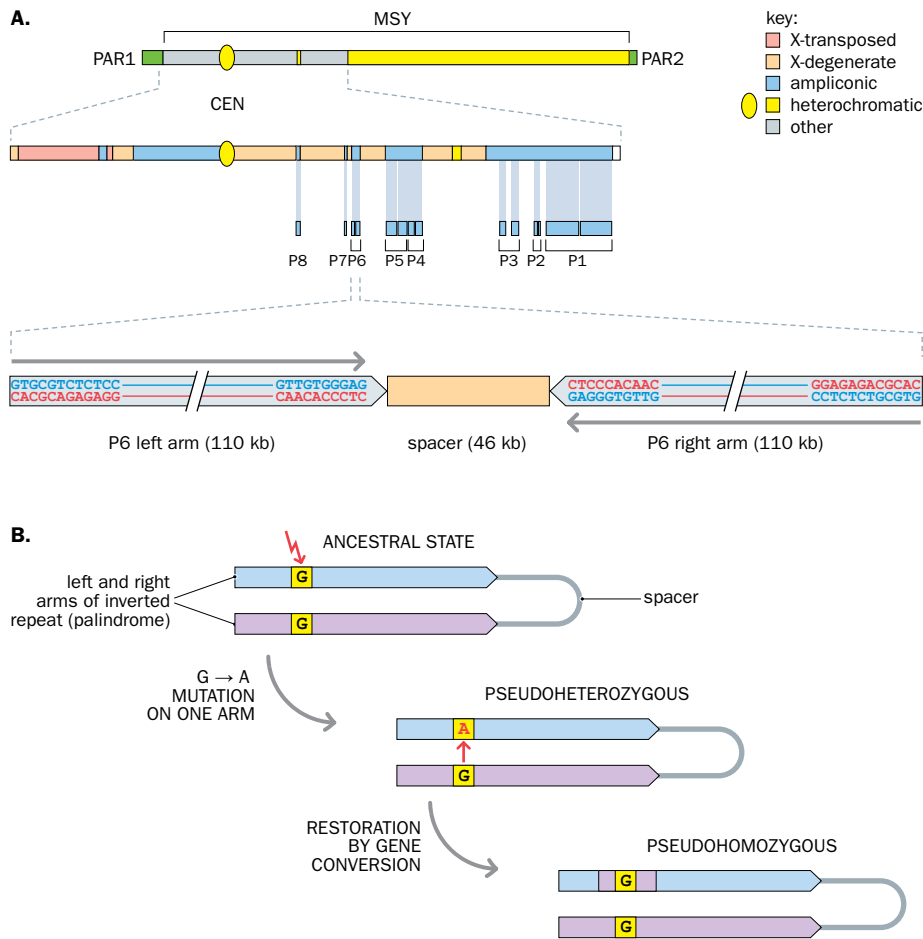 A.
MSY
PAR1
PAR2
CEN
key:
X-transposed
X-degenerate
ampliconic
heterochromatic
other
P8
P7
P6
P5
P4
P3
P2
P1
GTGCGTCTCTCC
GTTGTGGGAG
CACGCAGAGAGG
CAACACCCTC
CTCCCACAAC
GGAGAGACGCAC
GAGGGTGTTG
CCTCTCTGCGTG
P6 left arm (110 kb)
spacer (46 kb)
P6 right arm (110 kb)
B.
ANCESTRAL STATE
left and right
arms of inverted
repeat (palindrome)
G
G
spacer
G → A
MUTATION
ON ONE ARM
PSEUDOHETEROZYGOUS
A
G
RESTORATION
BY GENE
CONVERSION
PSEUDOHOMOZYGOUS
G
G